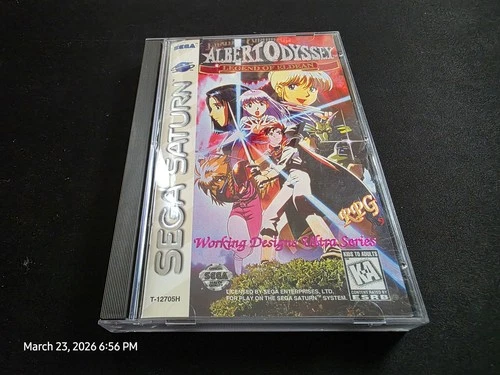 SEGA
ALBERT ODYSSEY
LEGEND OF ELDEAN
SEGA SATURN
RPG
Working Designs Spectra Series
SEGA
LICENSED BY SEGA ENTERPRISES, LTD.
FOR PLAY ON THE SEGA SATURN™ SYSTEM.
KIDS TO ADULTS
K-A
CONTENT RATED BY
ESRB
T-12705H
March 23, 2026 6:56 PM